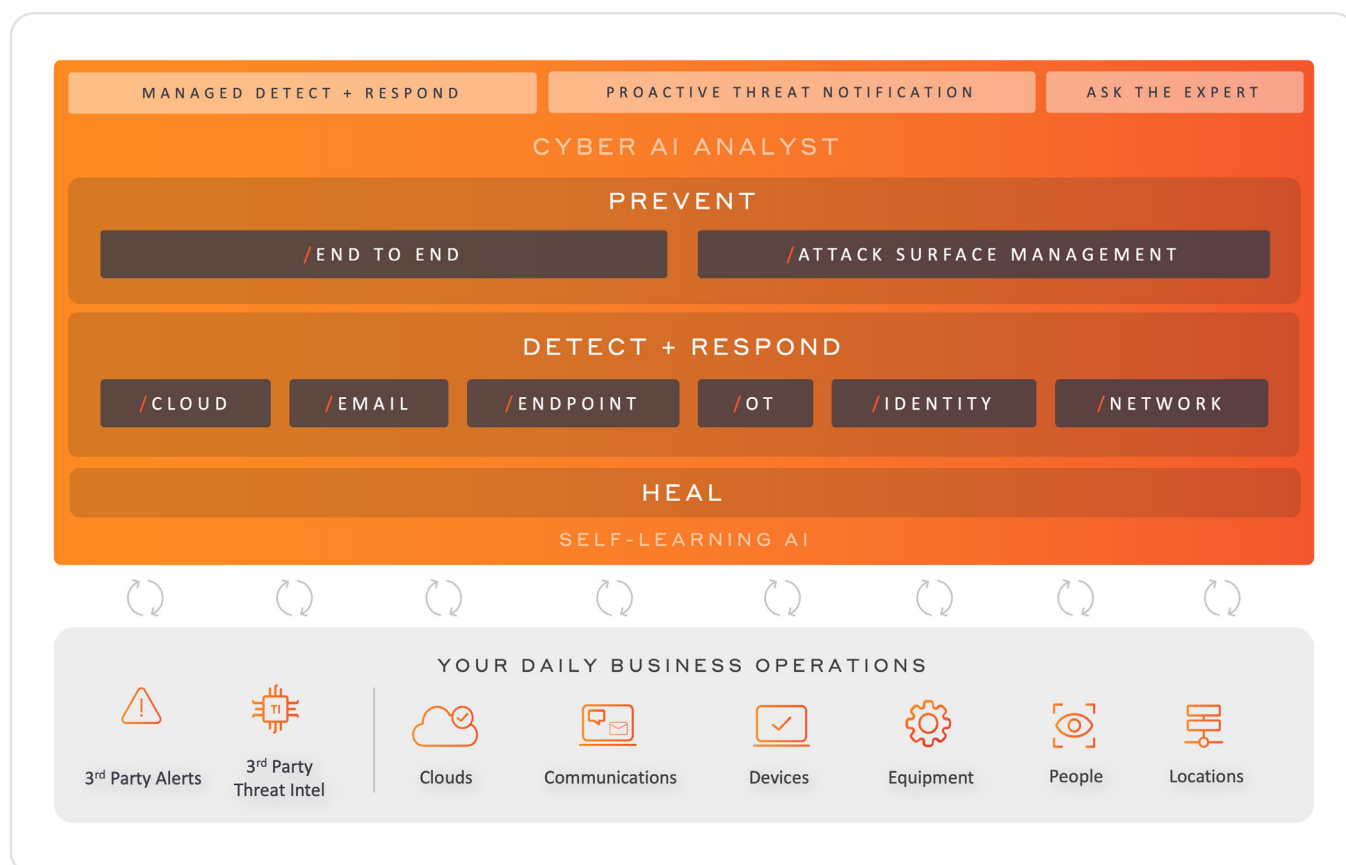 MANAGED DETECT + RESPOND
PROACTIVE THREAT NOTIFICATION
ASK THE EXPERT
CYBER AI ANALYST
PREVENT
/END TO END
/ATTACK SURFACE MANAGEMENT
DETECT + RESPOND
/CLOUD
/EMAIL
/ENDPOINT
/OT
/IDENTITY
/NETWORK
HEAL
SELF-LEARNING AI
YOUR DAILY BUSINESS OPERATIONS
TI
3rd Party Alerts
3rd Party
Threat Intel
Clouds
Communications
Devices
Equipment
People
Locations